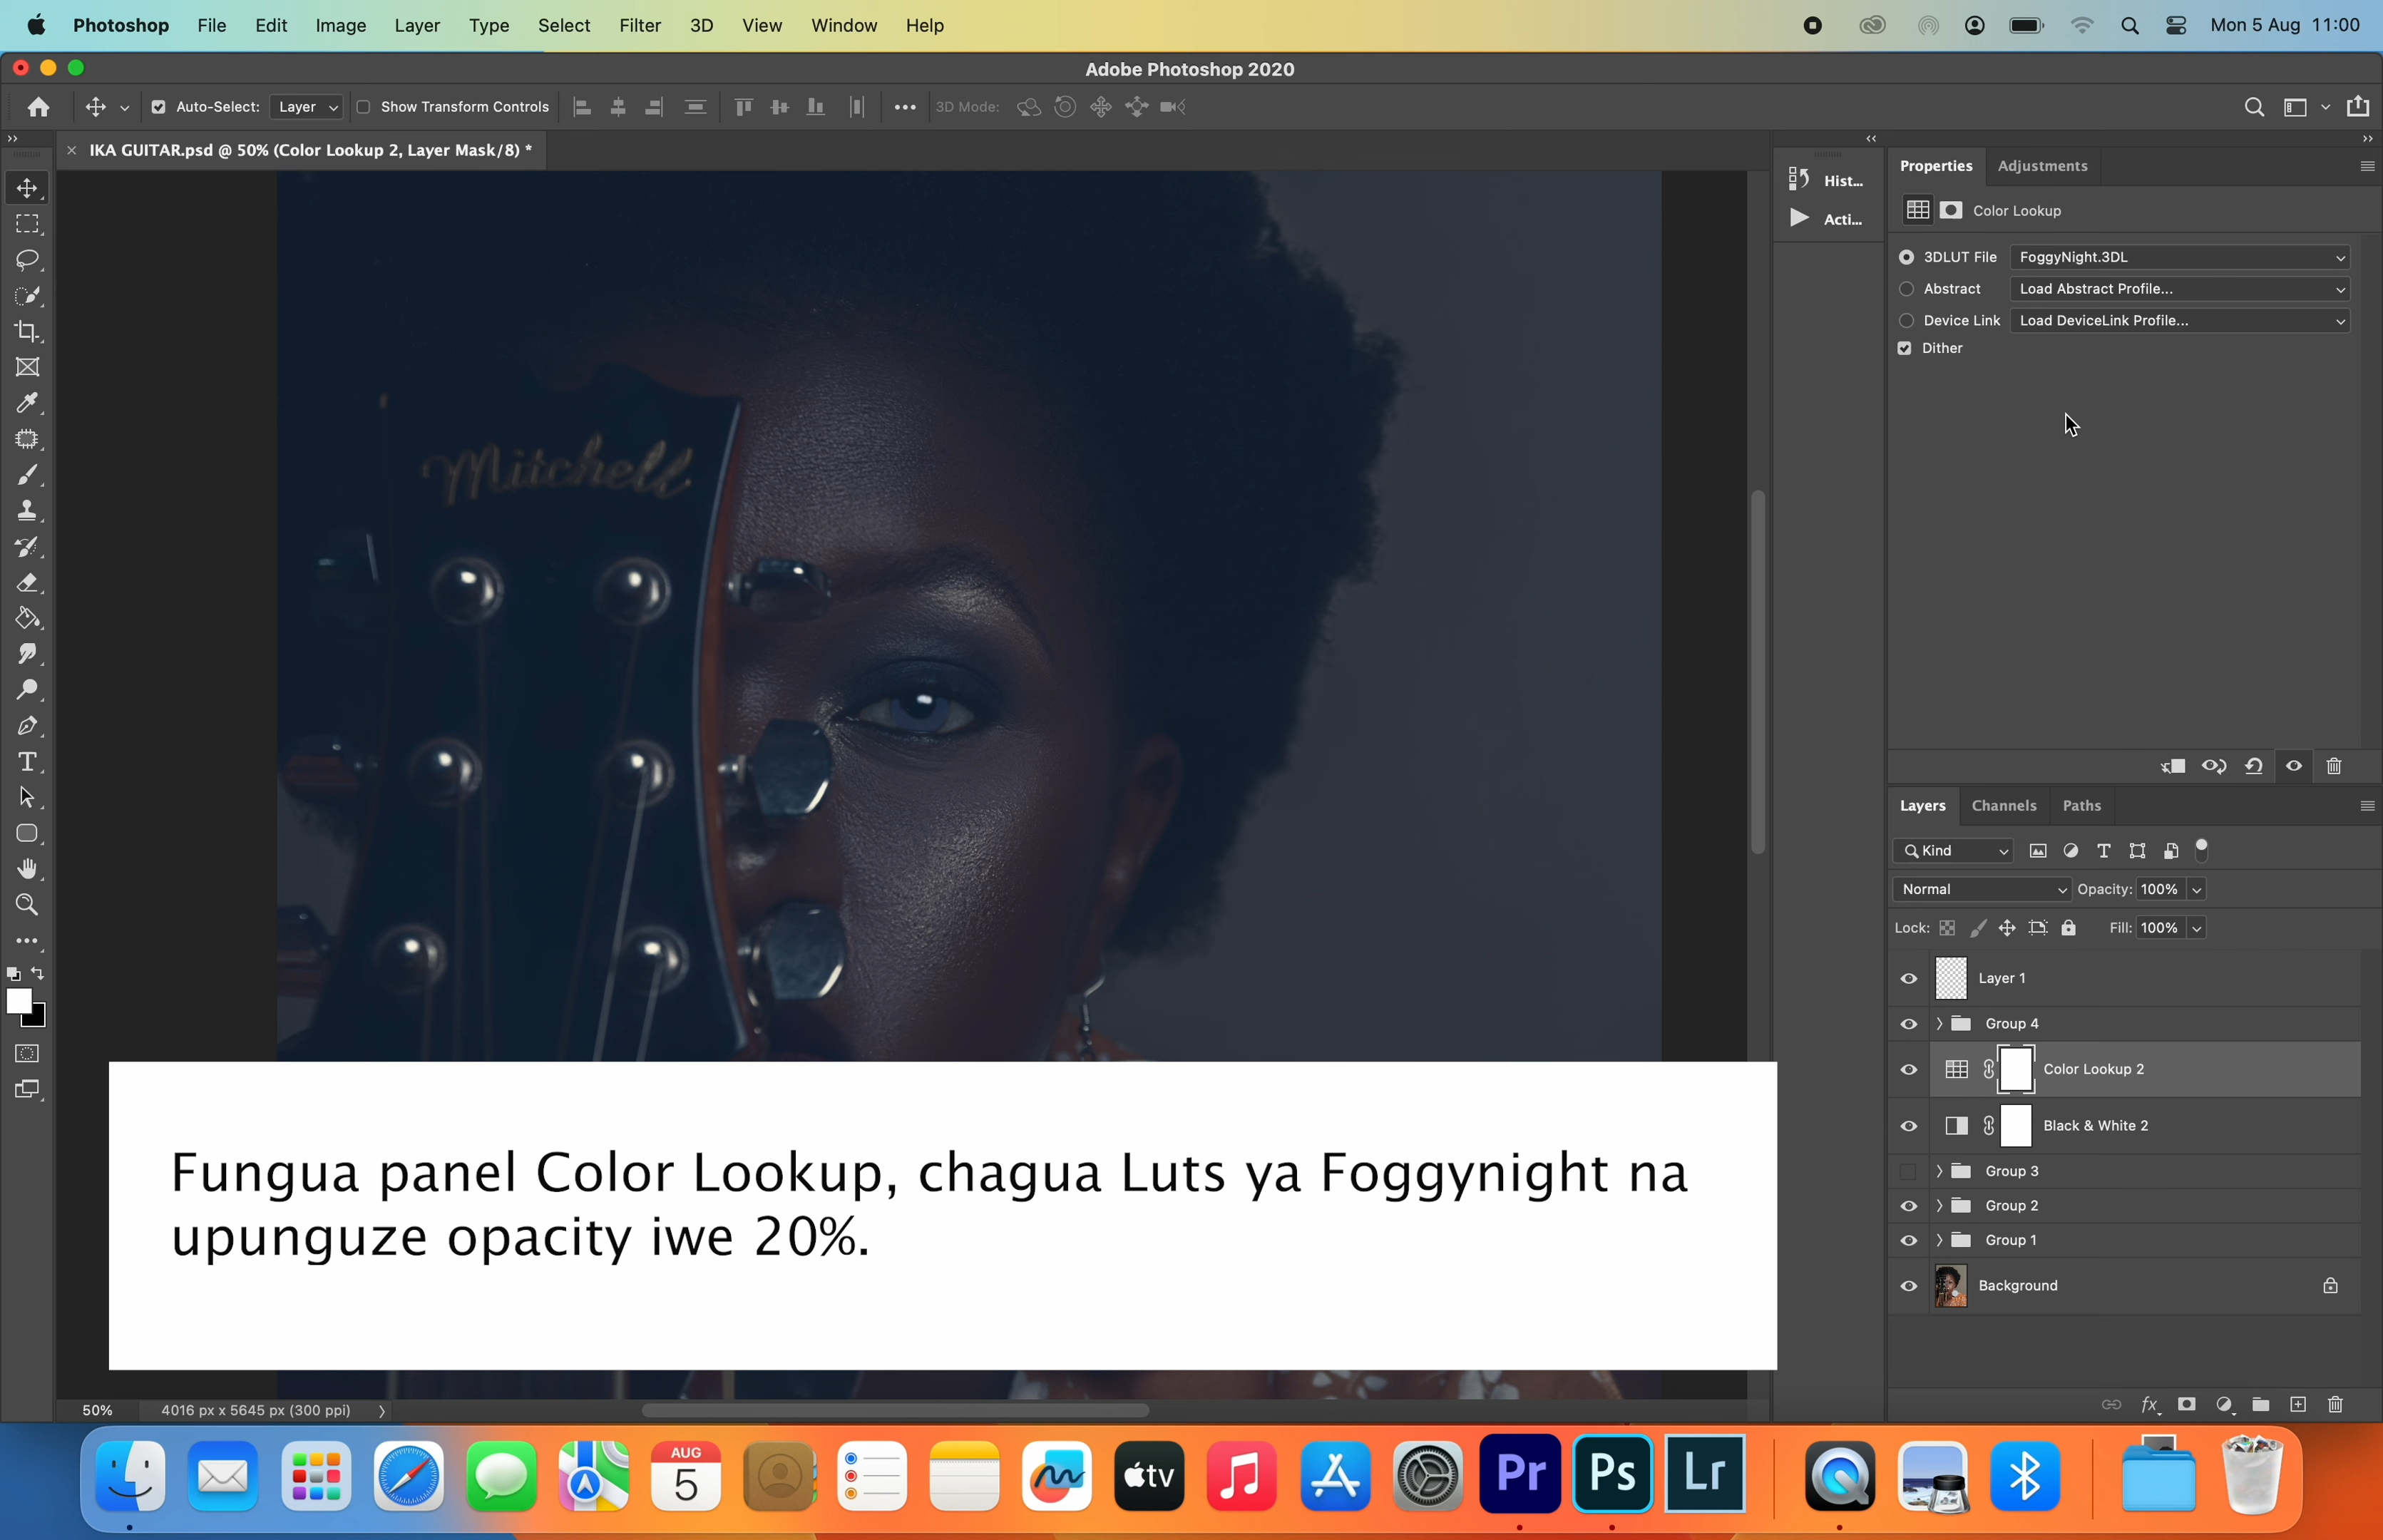 Photoshop File Edit Image Layer Type Select Filter 3D View Window Help Mon 5 Aug 11:00
Adobe Photoshop 2020
Auto-Select: Layer Show Transform Controls 3D Mode:
IKA GUITAR.psd @ 50% (Color Lookup 2, Layer Mask/8) *
Hist...
Acti...
Properties Adjustments
Color Lookup
3DLUT File FoggyNight.3DL
Abstract Load Abstract Profile...
Device Link Load DeviceLink Profile...
Dither
Mitchell
Layers Channels Paths
Kind
Normal Opacity: 100%
Lock: Fill: 100%
Layer 1
Group 4
Color Lookup 2
Black & White 2
Group 3
Group 2
Group 1
Background
Fungua panel Color Lookup, chagua Luts ya Foggynight na
upunguze opacity iwe 20%.
50% 4016 px x 5645 px (300 ppi)
fx
AUG
5
tv
Pr
Ps
Lr